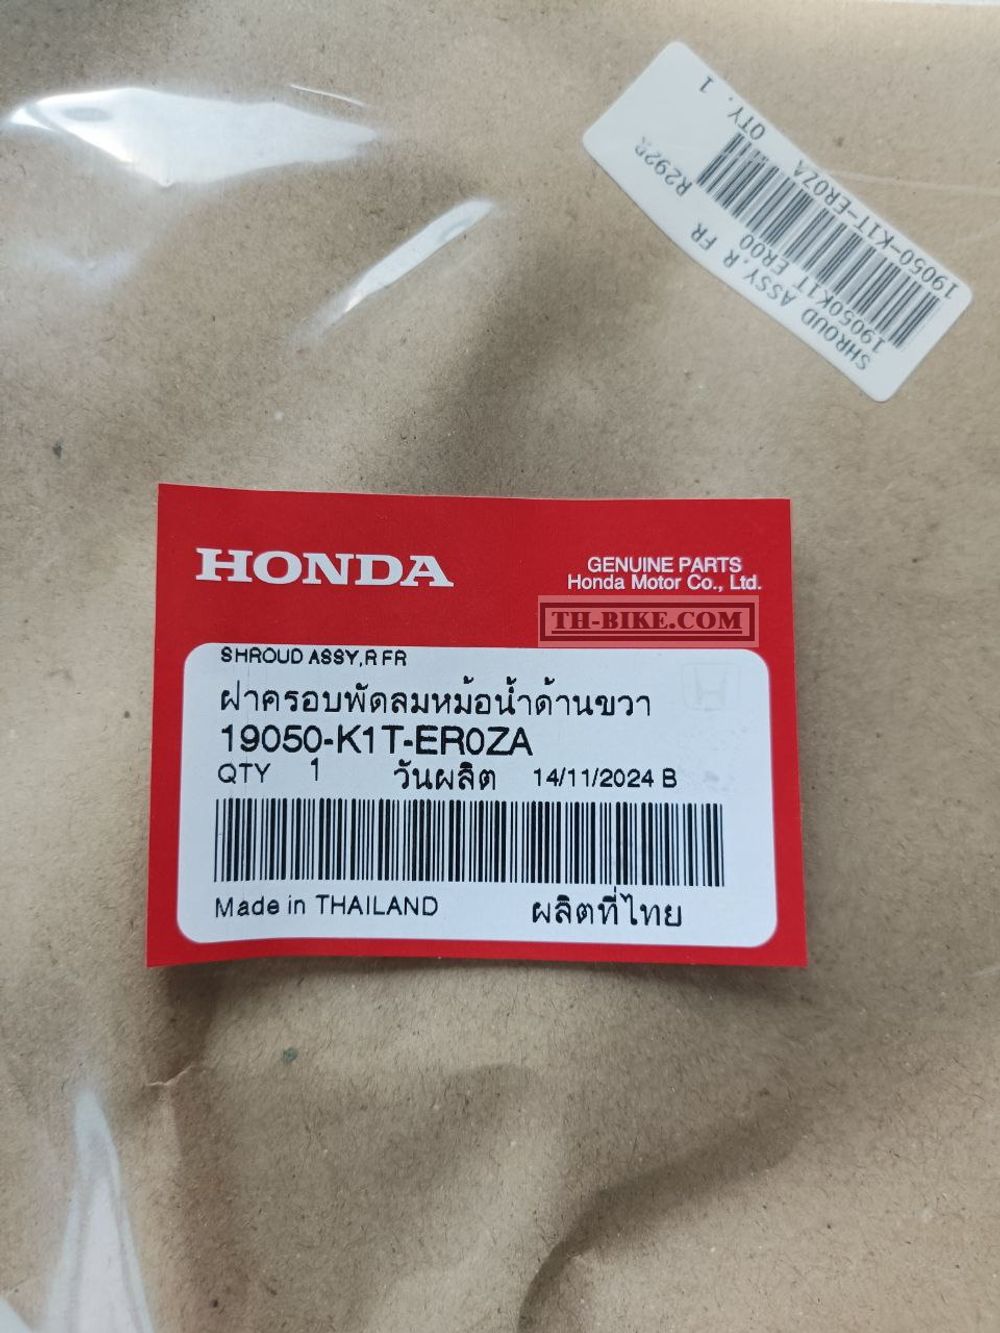 SHROUD ASSY,R FR R292R
19050K1T ER00
19050-K1T-ER0ZA QTY. 1
HONDA
GENUINE PARTS
Honda Motor Co., Ltd.
TH-BIKE.COM
SHROUD ASSY,R FR
ฝาครอบพัดลมหม้อน้ำด้านขวา
19050-K1T-ER0ZA
QTY 1 วันผลิต 14/11/2024 B
Made in THAILAND ผลิตที่ไทย